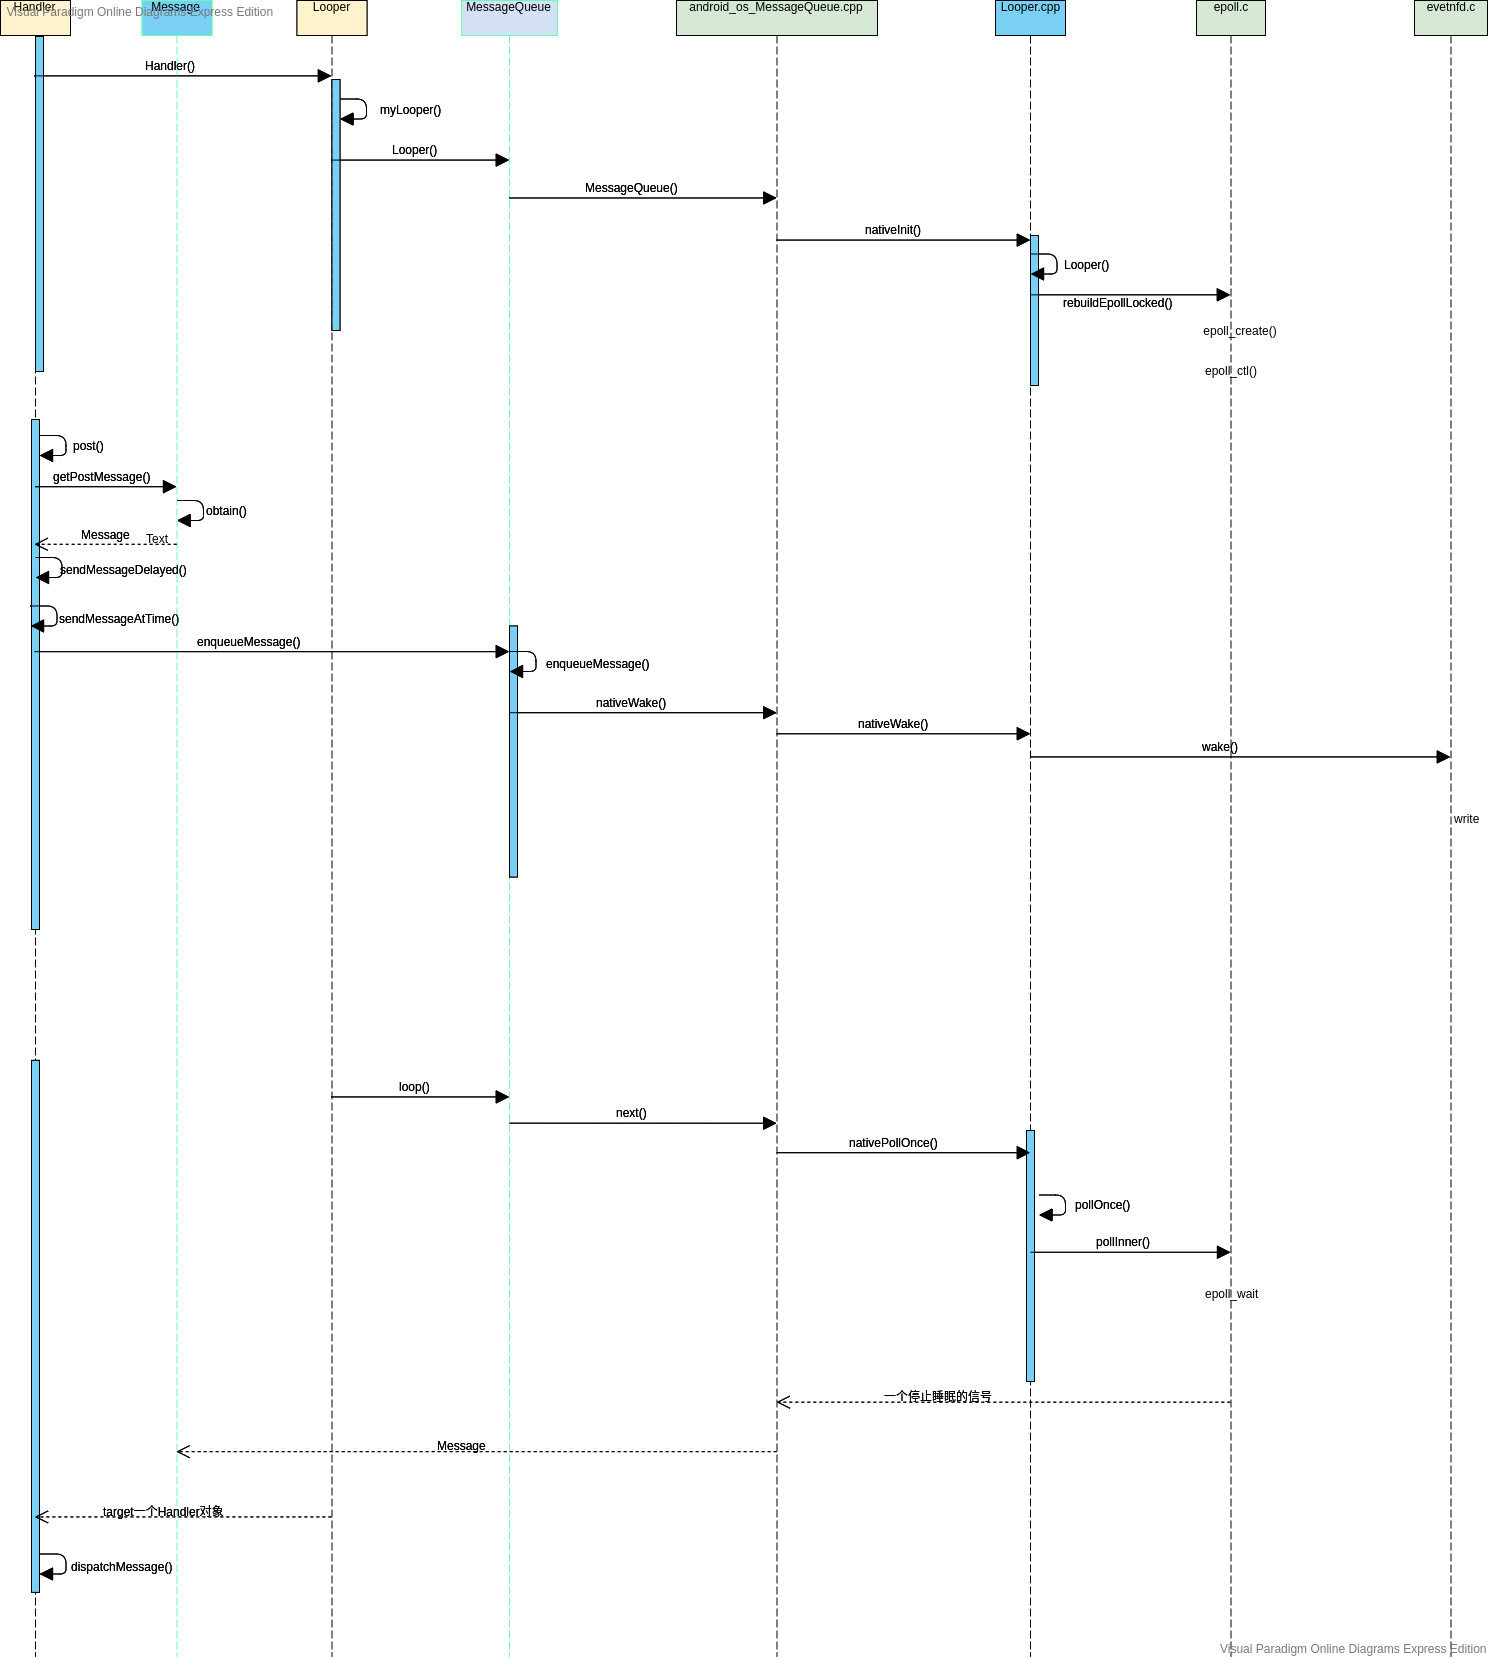 Handler
Message
Looper
MessageQueue
android_os_MessageQueue.cpp
Looper.cpp
epoll.c
evetnfd.c
Visual Paradigm Online Diagrams Express Edition
Handler()
myLooper()
Looper()
MessageQueue()
nativeInit()
Looper()
rebuildEpollLocked()
epoll_create()
epoll_ctl()
post()
getPostMessage()
obtain()
Message
Text
sendMessageDelayed()
sendMessageAtTime()
enqueueMessage()
enqueueMessage()
nativeWake()
nativeWake()
wake()
write
loop()
next()
nativePollOnce()
pollOnce()
pollInner()
epoll_wait
一个停止睡眠的信号
Message
target一个Handler对象
dispatchMessage()
Visual Paradigm Online Diagrams Express Edition